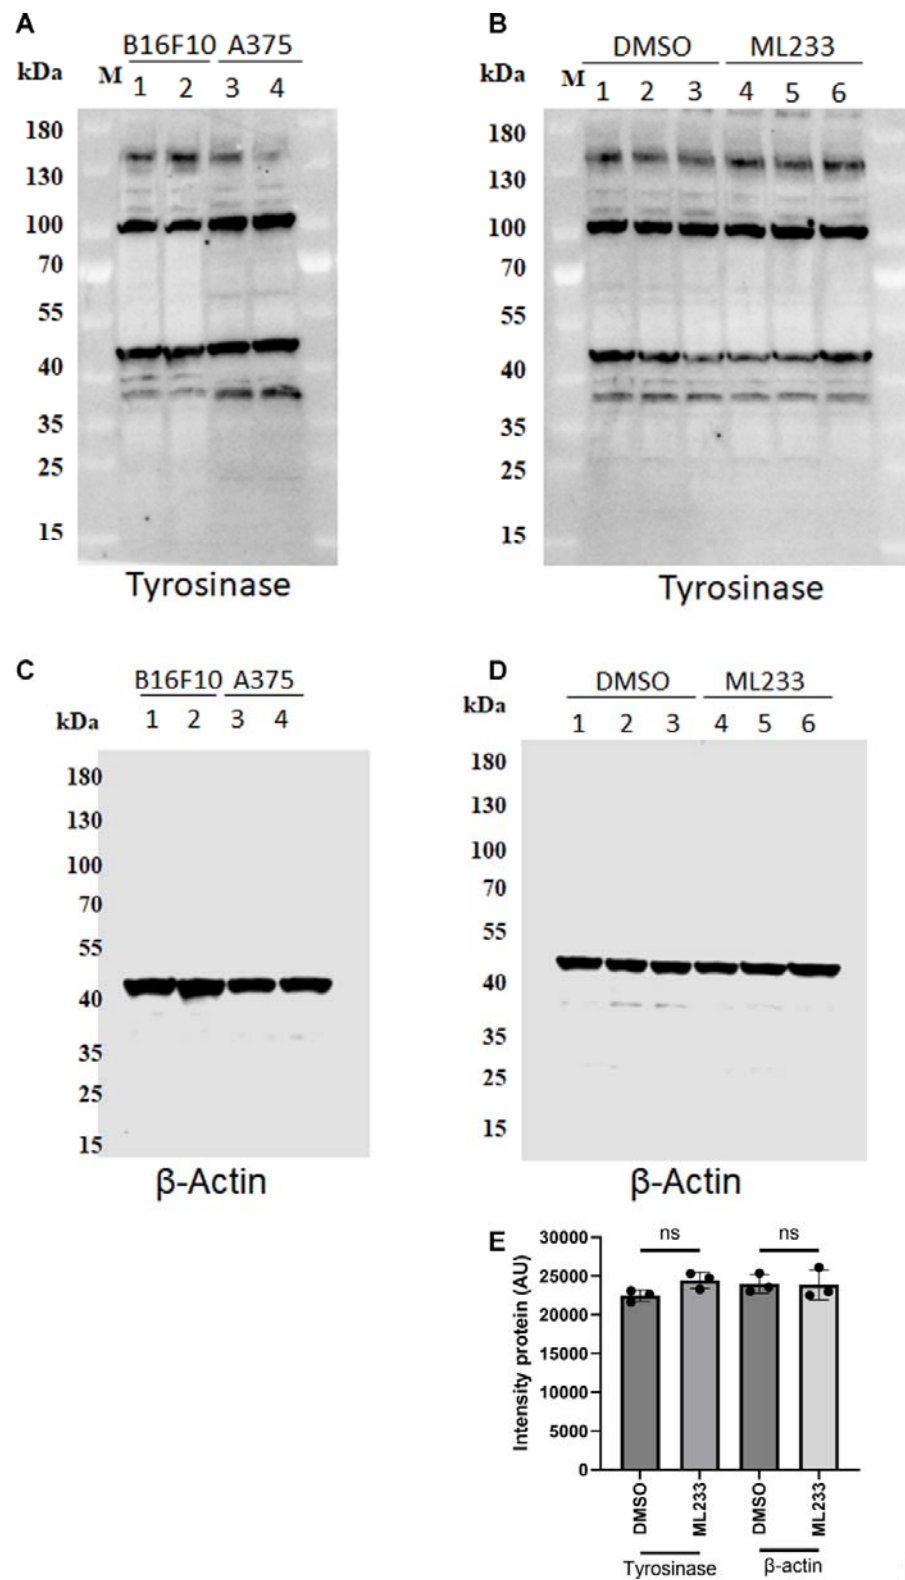 A
B16F10 A375
kDa M 1 2 3 4
180
130
100
70
55
40
35
25
15
Tyrosinase
B
DMSO ML233
kDa M 1 2 3 4 5 6
180
130
100
70
55
40
35
25
15
Tyrosinase
C
B16F10 A375
kDa 1 2 3 4
180
130
100
70
55
40
35
25
15
β-Actin
D
DMSO ML233
kDa 1 2 3 4 5 6
180
130
100
70
55
40
35
25
15
β-Actin
E
Intensity protein (AU)
30000
25000
20000
15000
10000
5000
0
ns ns
DMSO ML233 DMSO ML233
Tyrosinase β-actin